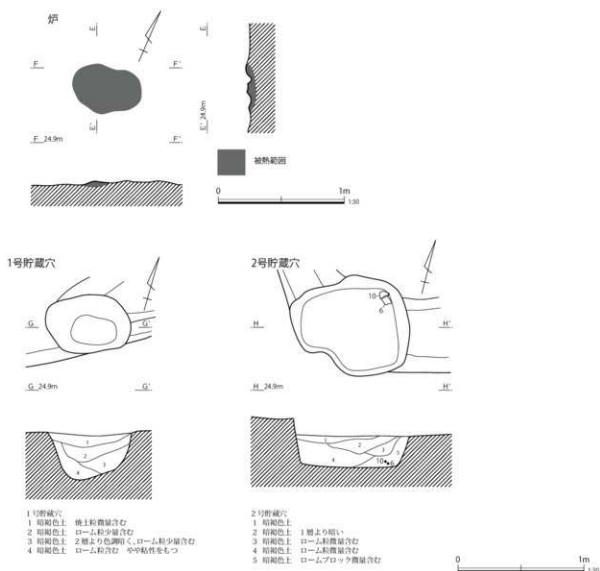 炉
E E
F F'
E' E' 24.9m
F 24.9m F'
被熱範囲
0 1m
1:30
1号貯蔵穴 2号貯蔵穴
10
6
G G' H H'
G 24.9m G' H 24.9m H'
1 2 3 4
1 2 3 4 5 10 6
1号貯蔵穴
1 暗褐色土 焼土粒微量含む
2 暗褐色土 ローム粒少量含む
3 暗褐色土 2層より色調暗く、ローム粒少量含む
4 暗褐色土 ローム粒含む やや粘性をもつ
2号貯蔵穴
1 暗褐色土
2 暗褐色土 1層より暗い
3 暗褐色土 ローム粒微量含む
4 暗褐色土 ローム粒微量含む
5 暗褐色土 ロームブロック微量含む
0 1m
1:30